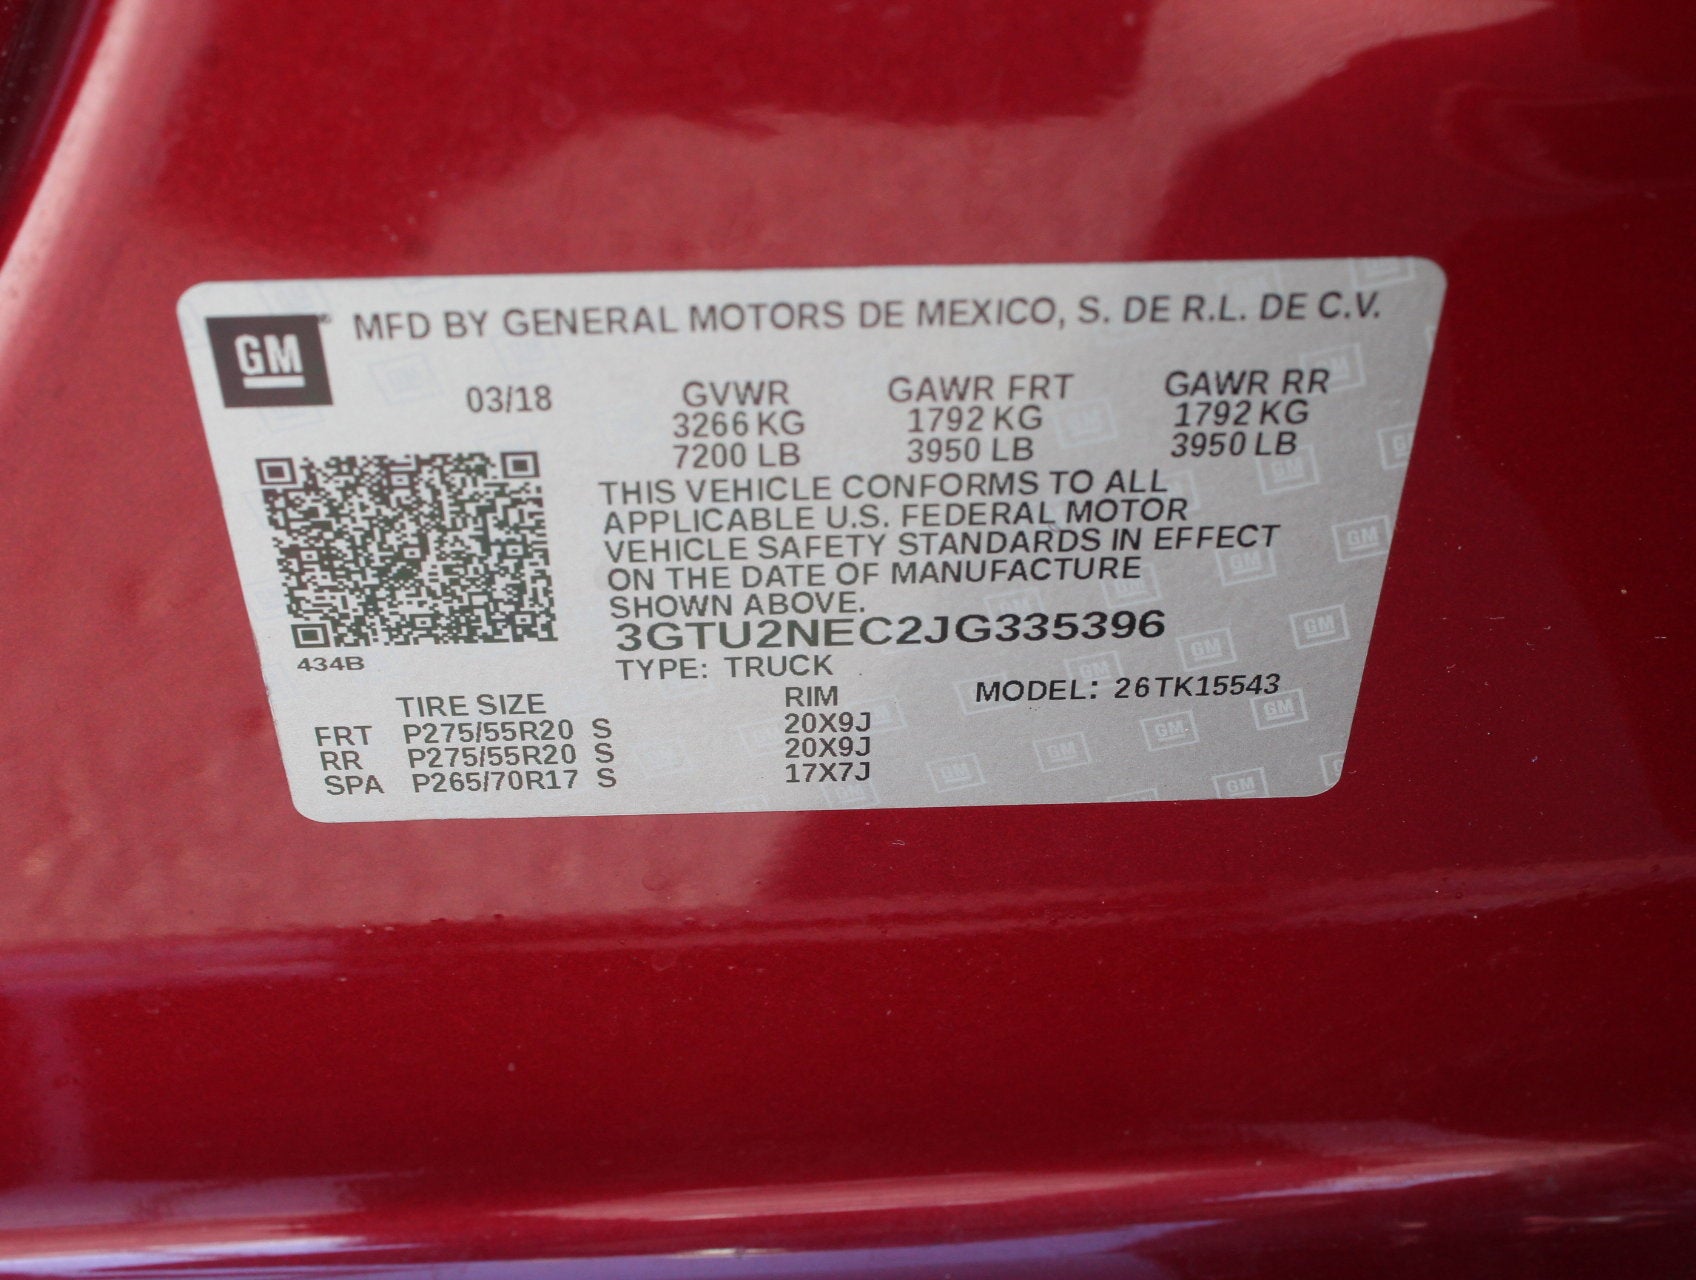 GM® MFD BY GENERAL MOTORS DE MEXICO, S. DE R.L. DE C.V.
03/18 GVWR GAWR FRT GAWR RR
3266 KG 1792 KG 1792 KG
7200 LB 3950 LB 3950 LB
THIS VEHICLE CONFORMS TO ALL
APPLICABLE U.S. FEDERAL MOTOR
VEHICLE SAFETY STANDARDS IN EFFECT
ON THE DATE OF MANUFACTURE
SHOWN ABOVE.
3GTU2NEC2JG335396
434B
TYPE: TRUCK
TIRE SIZE RIM MODEL: 26TK15543
FRT P275/55R20 S 20X9J
RR P275/55R20 S 20X9J
SPA P265/70R17 S 17X7J